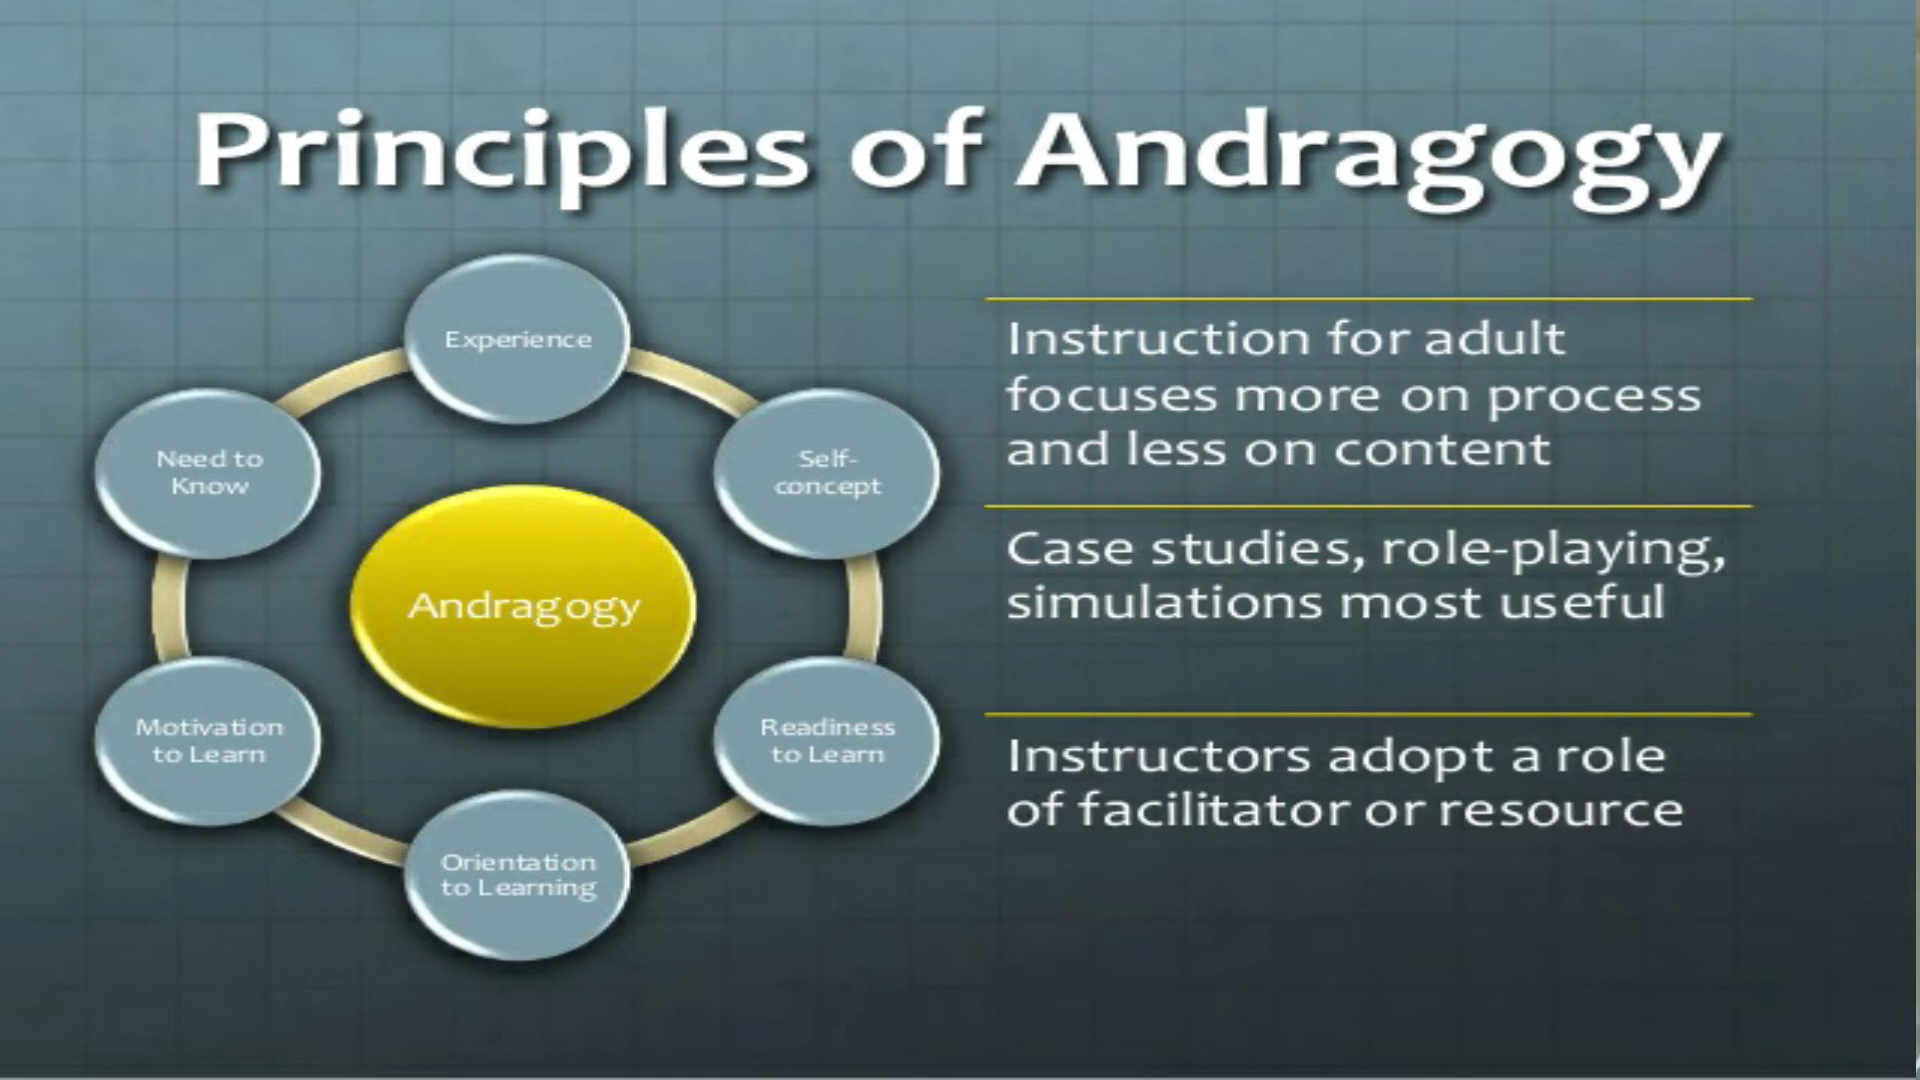 Principles of Andragogy
Experience
Self-
concept
Readiness
to Learn
Orientation
to Learning
Motivation
to Learn
Need to
Know
Andragogy
Instruction for adult
focuses more on process
and less on content
Case studies, role-playing,
simulations most useful
Instructors adopt a role
of facilitator or resource